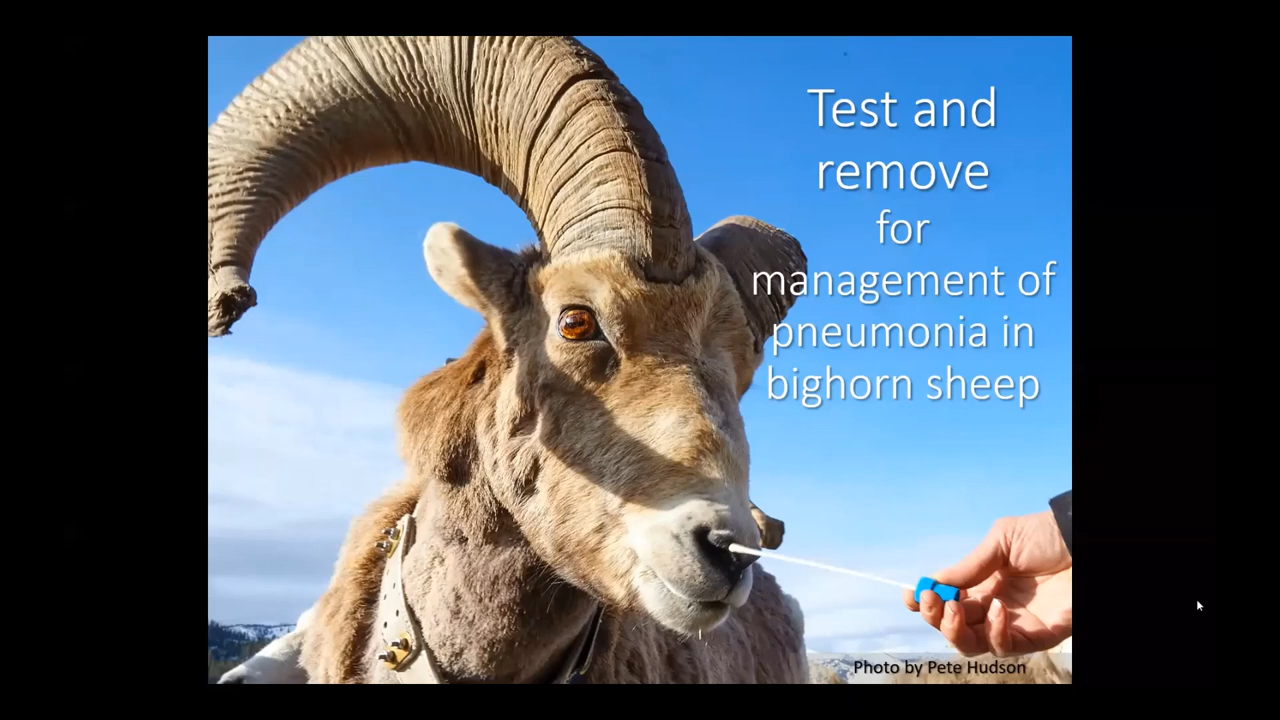 Test and
remove
for
management of
pneumonia in
bighorn sheep
Photo by Pete Hudson